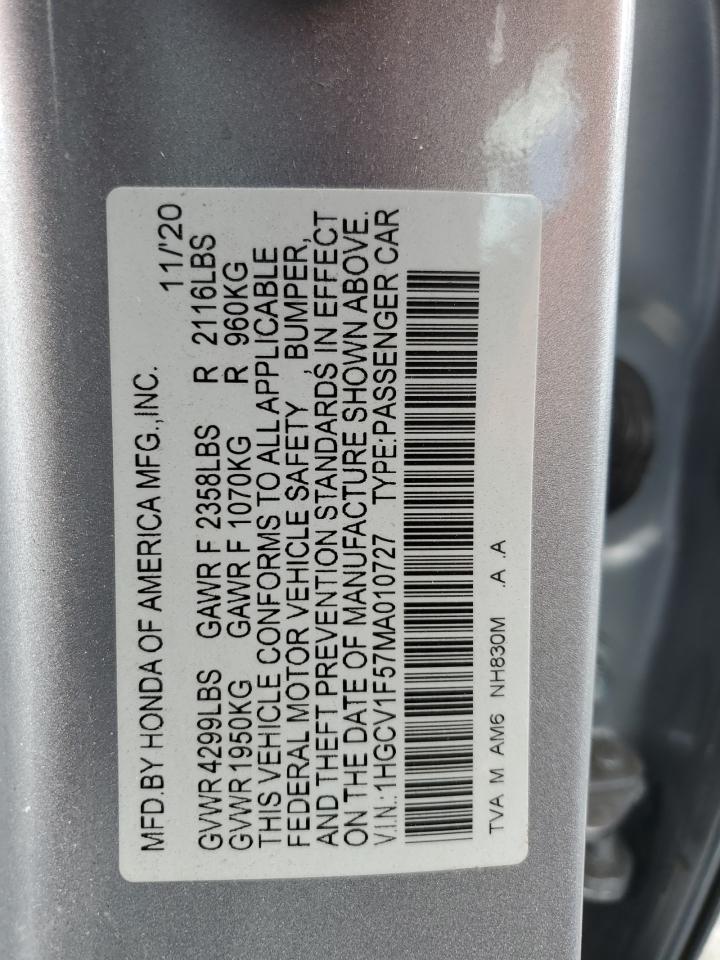 MFD.BY HONDA OF AMERICA MFG.,INC. 11/'20
GVWR 4299LBS GAWR F 2358LBS R 2116LBS
GVWR 1950KG GAWR F 1070KG R 960KG
THIS VEHICLE CONFORMS TO ALL APPLICABLE
FEDERAL MOTOR VEHICLE SAFETY , BUMPER,
AND THEFT PREVENTION STANDARDS, IN EFFECT
ON THE DATE OF MANUFACTURE SHOWN ABOVE.
V.I.N.:1HGCV1F57MA010727 TYPE:PASSENGER CAR
TVA M AM6 NH830M .A .A